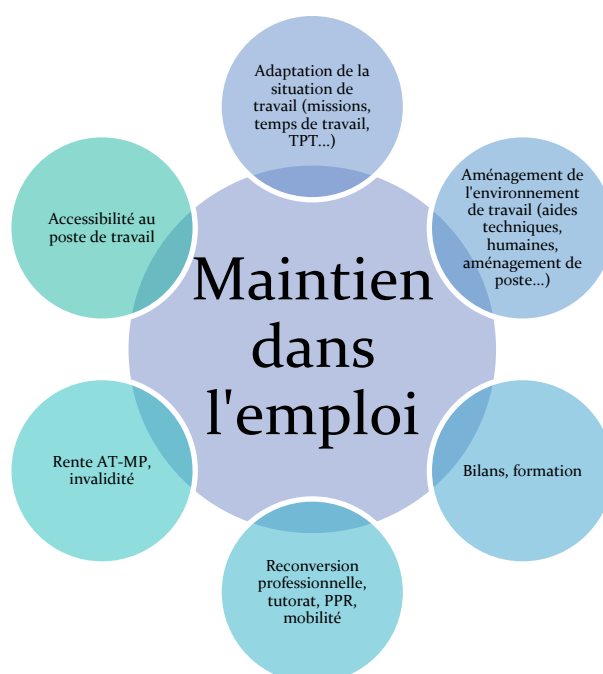 Adaptation de la
situation de
travail (missions,
temps de travail,
TPT...)
Aménagement de
l'environnement
de travail (aides
techniques,
humaines,
aménagement de
poste...)
Accessibilité au
poste de travail
Maintien
dans
l'emploi
Rente AT-MP,
invalidité
Bilans, formation
Reconversion
professionnelle,
tutorat, PPR,
mobilité